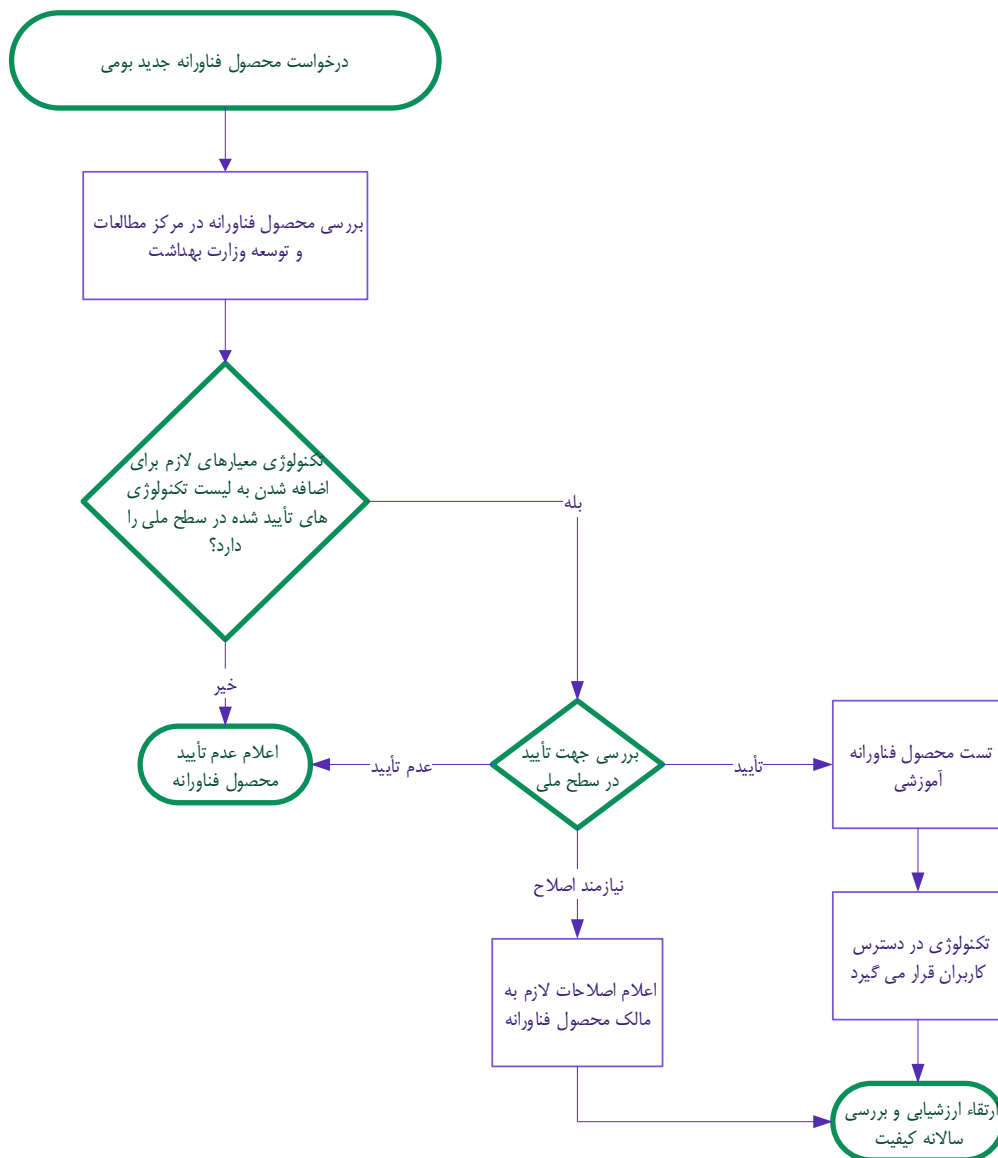 درخواست محصول فناورانه جدید بومی
بررسی محصول فناورانه در مرکز مطالعات
و توسعه وزارت بهداشت
تکنولوژی معیارهای لازم برای
اضافه شدن به لیست تکنولوژی
های تأیید شده در سطح ملی را
دارد؟
بله
خیر
اعلام عدم تأیید
محصول فناورانه
عدم تأیید
بررسی جهت تأیید
در سطح ملی
تأیید
تست محصول فناورانه
آموزشی
نیازمند اصلاح
اعلام اصلاحات لازم به
مالک محصول فناورانه
تکنولوژی در دسترس
کاربران قرار می گیرد
ارتقاء ارزشیابی و بررسی
سالانه کیفیت